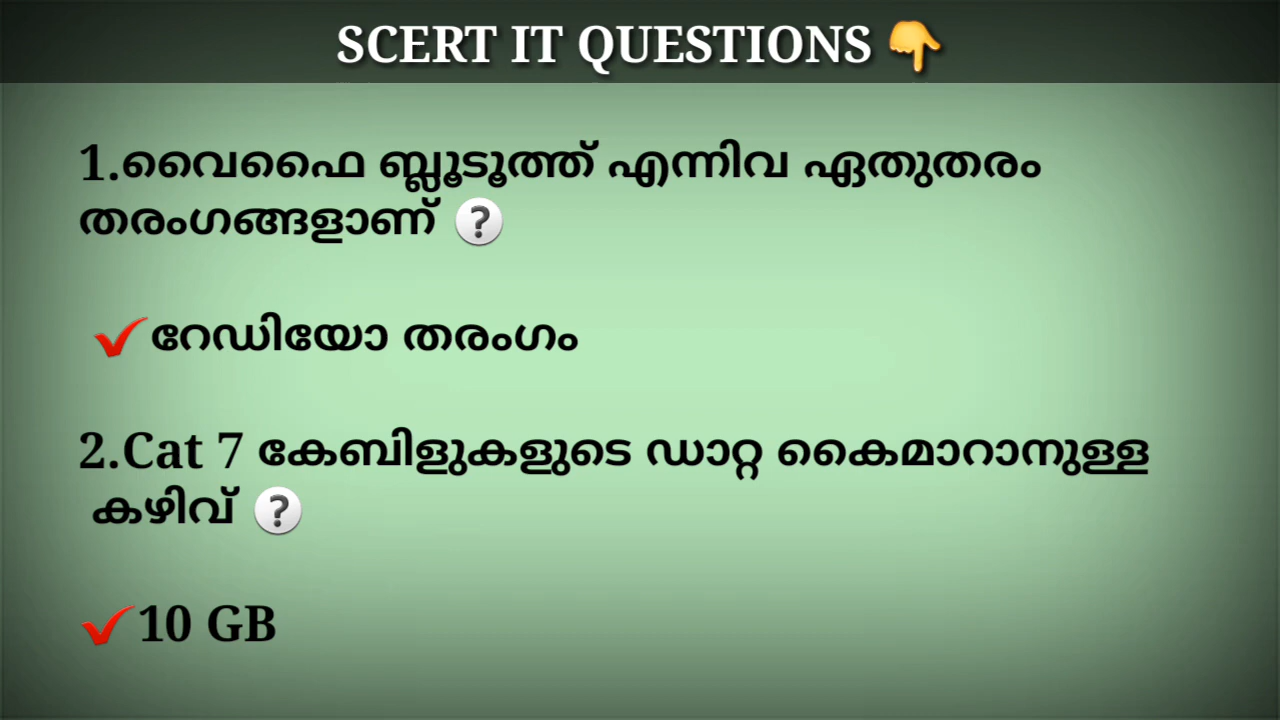 SCERT IT QUESTIONS 👇
1.വൈഫൈ ബ്ലൂടൂത്ത് എന്നിവ ഏതുതരം
തരംഗങ്ങളാണ് ❔
✔റേഡിയോ തരംഗം
2.Cat 7 കേബിളുകളുടെ ഡാറ്റ കൈമാറാനുള്ള
കഴിവ് ❔
✔10 GB